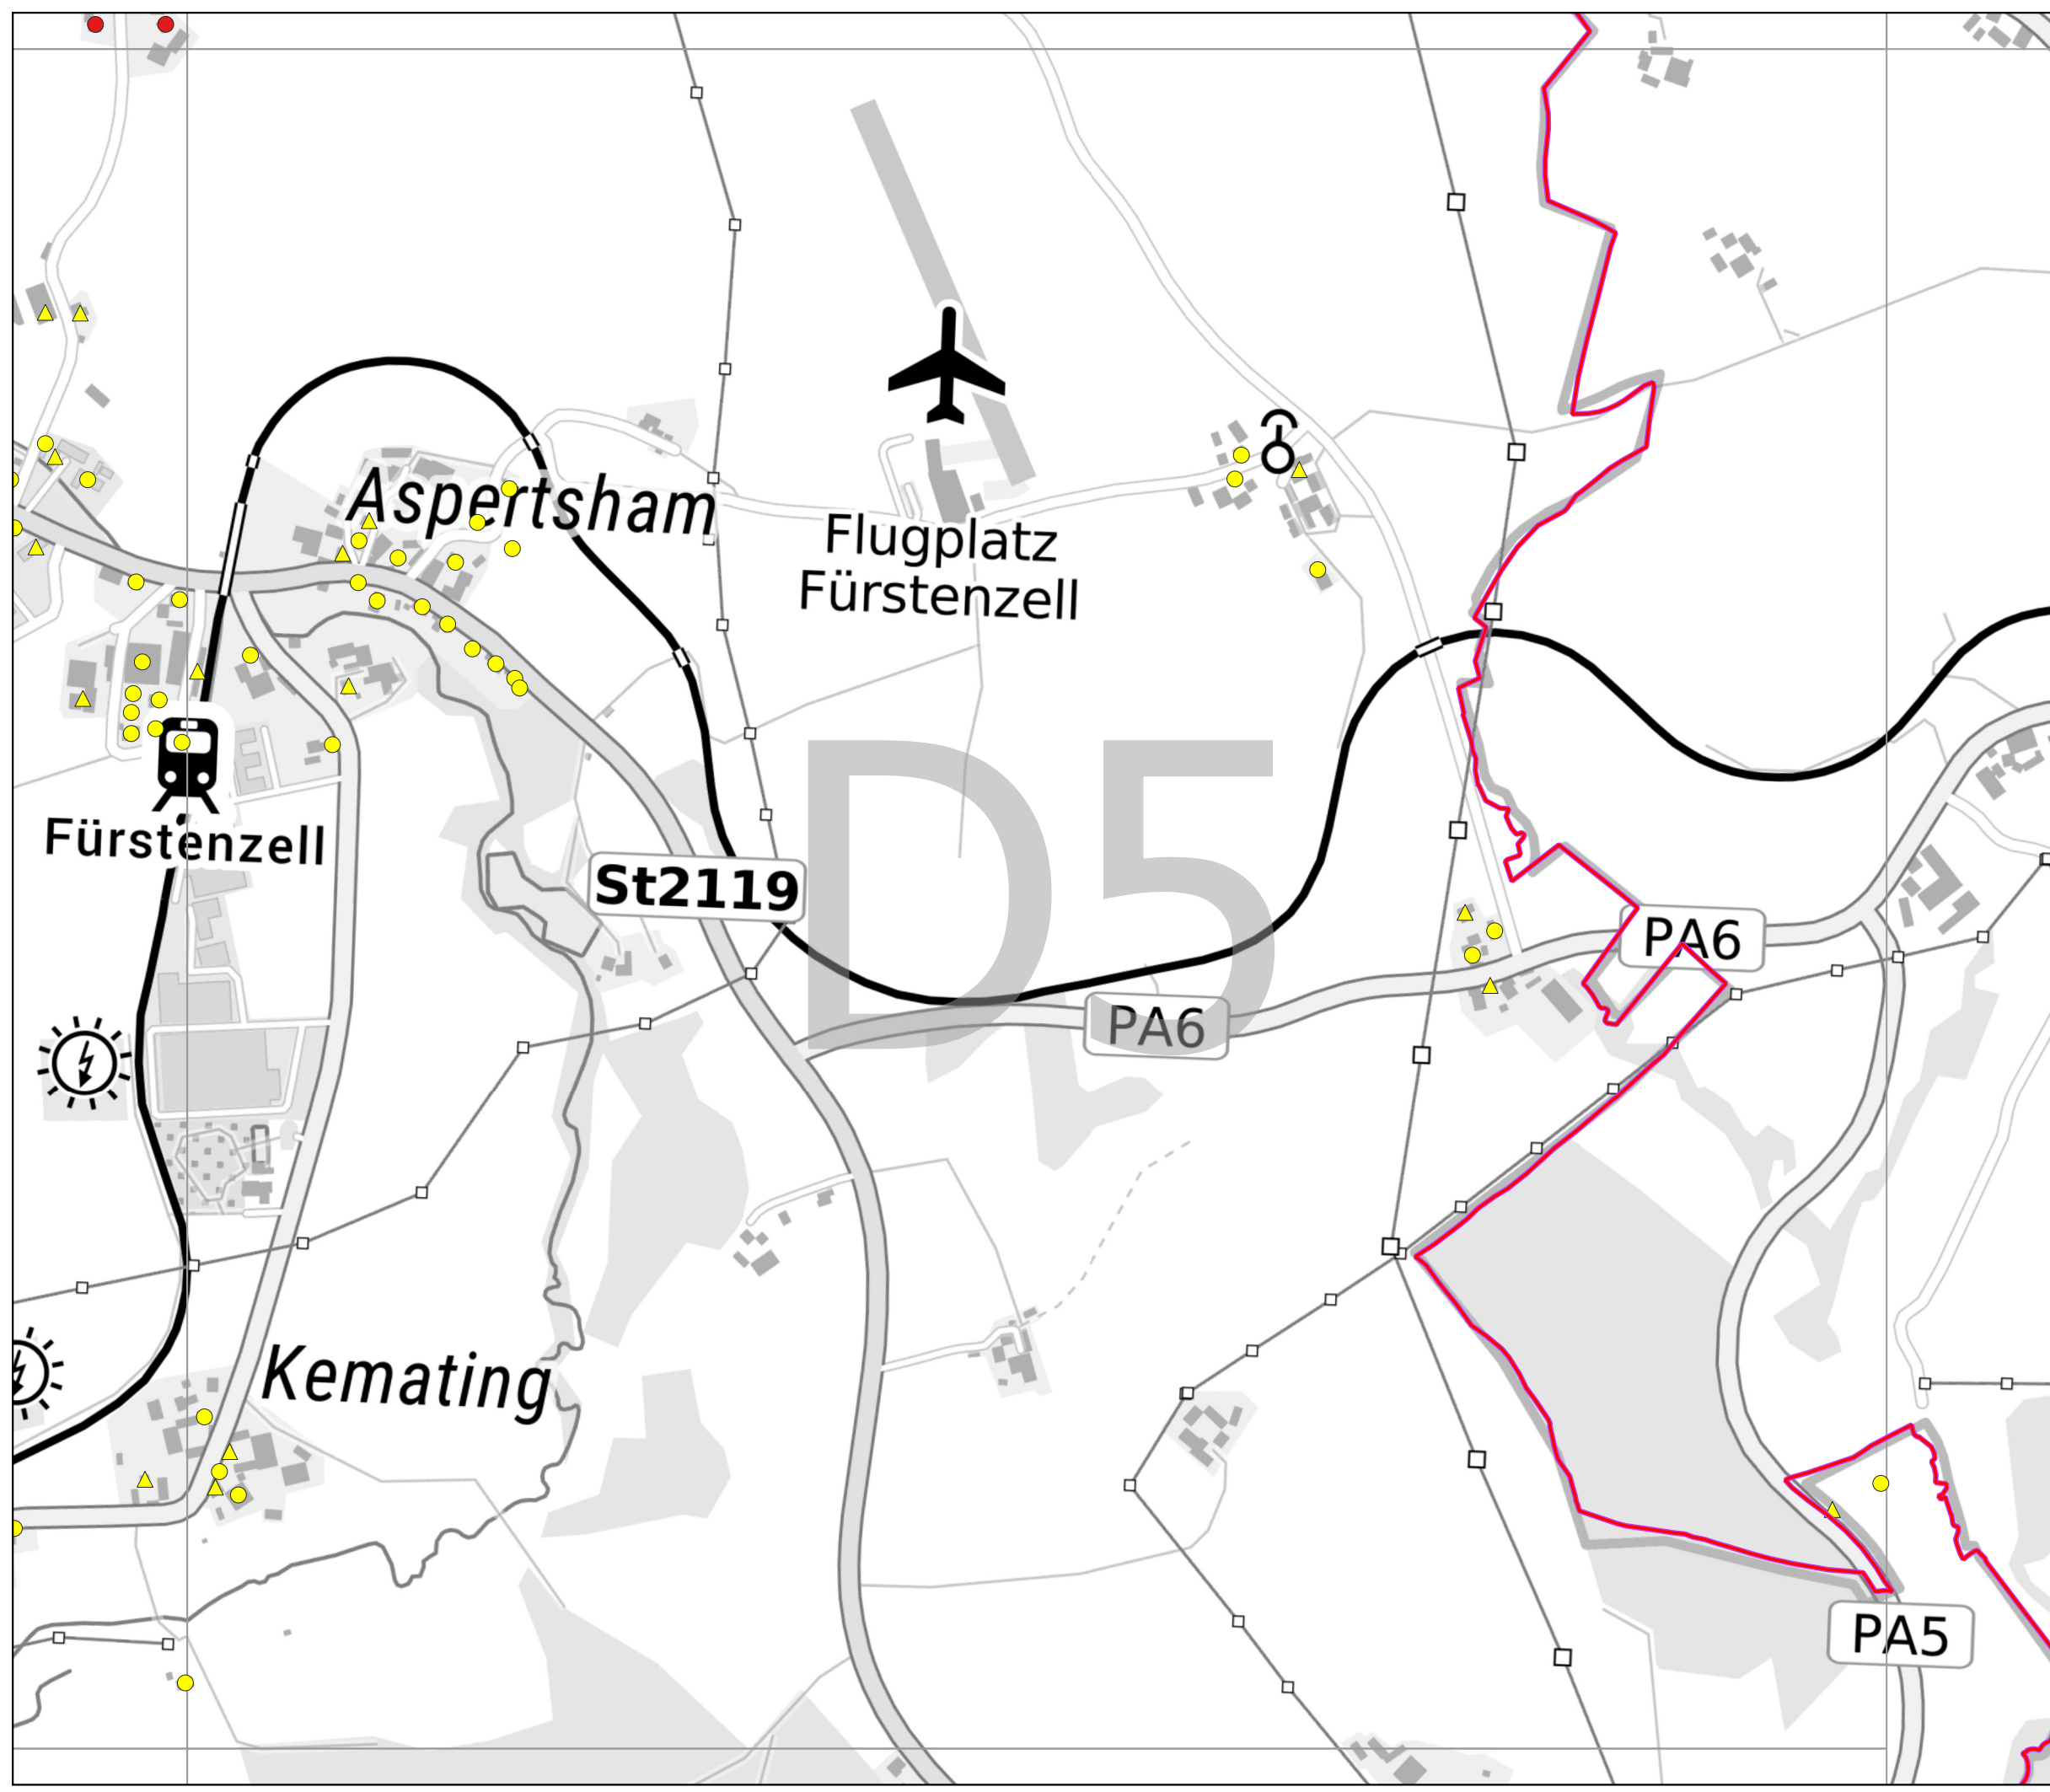 Aspertsham
Flugplatz
Fürstenzell
D5
Fürstenzell
St2119
PA6
PA6
Kemating
PA5